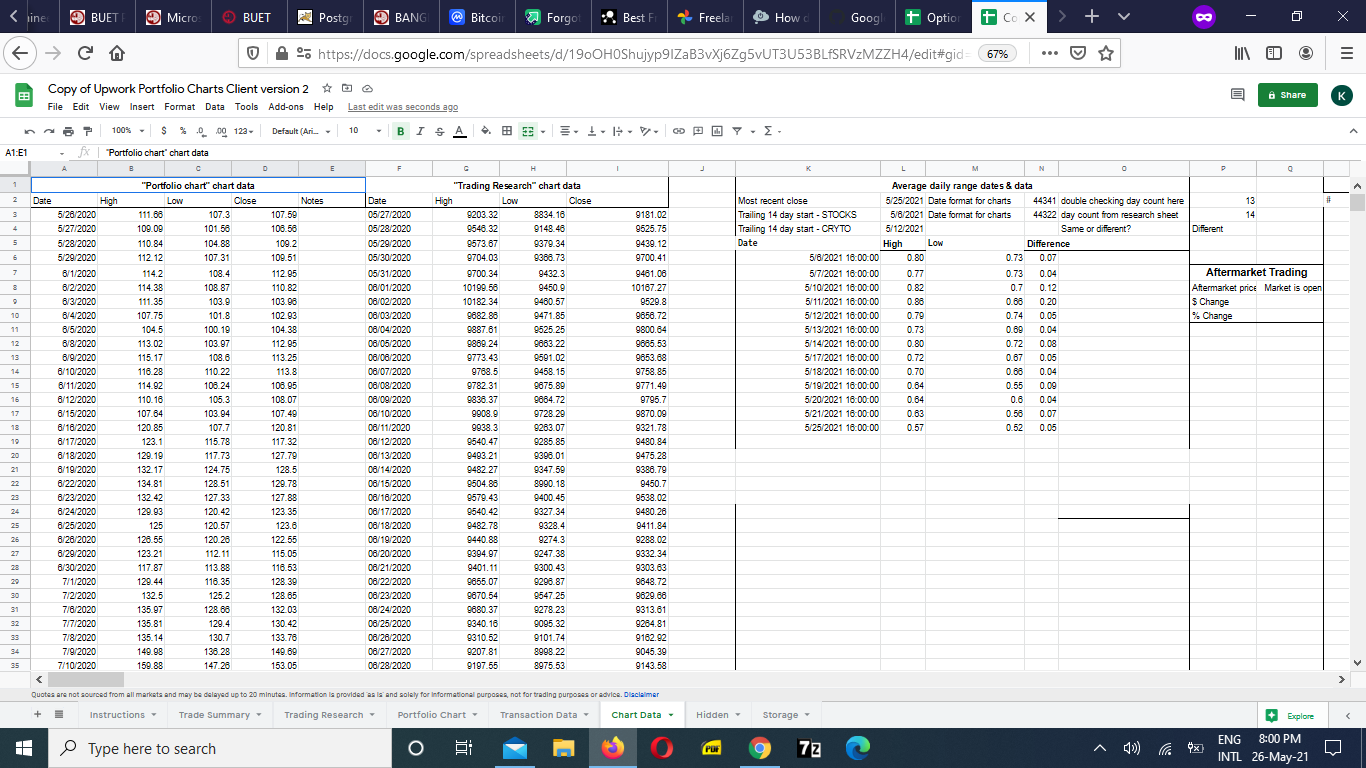 inee BUET Micros BUET Postgr BANG Bitcoin Forgot Best F Freelan How d Googl Option Co
https://docs.google.com/spreadsheets/d/19oOH0Shujyp9IZaB3vXj6Zg5vUT3U53BLfSRVzMZZH4/edit#gid= 67%
Copy of Upwork Portfolio Charts Client version 2
File Edit View Insert Format Data Tools Add-ons Help Last edit was seconds ago
Share K
100% $ % .0 .00 123 Default (Ari... 10 B I S A
A1:E1 fx "Portfolio chart" chart data
A B C D E F G H I J K L M N O P Q
1 "Portfolio chart" chart data "Trading Research" chart data Average daily range dates & data
2 Date High Low Close Notes Date High Low Close Most recent close 5/25/2021 Date format for charts 44341 double checking day count here 13 #
3 5/26/2020 111.66 107.3 107.59 05/27/2020 9203.32 8834.16 9181.02 Trailing 14 day start - STOCKS 5/6/2021 Date format for charts 44322 day count from research sheet 14
4 5/27/2020 109.09 101.56 106.56 05/28/2020 9546.32 9148.46 9525.75 Trailing 14 day start - CRYTO 5/12/2021 Same or different? Different
5 5/28/2020 110.84 104.88 109.2 05/29/2020 9573.67 9379.34 9439.12 Date High Low Difference
6 5/29/2020 112.12 107.31 109.51 05/30/2020 9704.03 9366.73 9700.41 5/6/2021 16:00:00 0.80 0.73 0.07
7 6/1/2020 114.2 108.4 112.95 05/31/2020 9700.34 9432.3 9461.06 5/7/2021 16:00:00 0.77 0.73 0.04 Aftermarket Trading
8 6/2/2020 114.38 108.87 110.82 06/01/2020 10199.56 9450.9 10167.27 5/10/2021 16:00:00 0.82 0.7 0.12 Aftermarket price Market is open
9 6/3/2020 111.35 103.9 103.96 06/02/2020 10182.34 9460.57 9529.8 5/11/2021 16:00:00 0.86 0.66 0.20 $ Change
10 6/4/2020 107.75 101.8 102.93 06/03/2020 9682.86 9471.85 9656.72 5/12/2021 16:00:00 0.79 0.74 0.05 % Change
11 6/5/2020 104.5 100.19 104.38 06/04/2020 9887.61 9525.25 9800.64 5/13/2021 16:00:00 0.73 0.69 0.04
12 6/8/2020 113.02 103.97 112.95 06/05/2020 9869.24 9663.22 9665.53 5/14/2021 16:00:00 0.80 0.72 0.08
13 6/9/2020 115.17 108.6 113.25 06/06/2020 9773.43 9591.02 9653.68 5/17/2021 16:00:00 0.72 0.67 0.05
14 6/10/2020 116.28 110.22 113.8 06/07/2020 9768.5 9458.15 9758.85 5/18/2021 16:00:00 0.70 0.66 0.04
15 6/11/2020 114.92 106.24 106.95 06/08/2020 9782.31 9675.89 9771.49 5/19/2021 16:00:00 0.64 0.55 0.09
16 6/12/2020 110.16 105.3 108.07 06/09/2020 9836.37 9664.72 9795.7 5/20/2021 16:00:00 0.64 0.6 0.04
17 6/15/2020 107.64 103.94 107.49 06/10/2020 9908.9 9728.29 9870.09 5/21/2021 16:00:00 0.63 0.56 0.07
18 6/16/2020 120.85 107.7 120.81 06/11/2020 9938.3 9263.07 9321.78 5/25/2021 16:00:00 0.57 0.52 0.05
19 6/17/2020 123.1 115.78 117.32 06/12/2020 9540.47 9285.85 9480.84
20 6/18/2020 129.19 117.73 127.79 06/13/2020 9493.21 9396.01 9475.28
21 6/19/2020 132.17 124.75 128.5 06/14/2020 9482.27 9347.59 9386.79
22 6/22/2020 134.81 128.51 129.78 06/15/2020 9504.86 8990.18 9450.7
23 6/23/2020 132.42 127.33 127.88 06/16/2020 9579.43 9400.45 9538.02
24 6/24/2020 129.93 120.42 123.35 06/17/2020 9540.42 9327.34 9480.26
25 6/25/2020 125 120.57 123.6 06/18/2020 9482.78 9328.4 9411.84
26 6/26/2020 126.55 120.26 122.55 06/19/2020 9440.88 9274.3 9288.02
27 6/29/2020 123.21 112.11 115.05 06/20/2020 9394.97 9247.38 9332.34
28 6/30/2020 117.87 113.88 116.53 06/21/2020 9401.11 9300.43 9303.63
29 7/1/2020 129.44 116.35 128.39 06/22/2020 9655.07 9296.87 9648.72
30 7/2/2020 132.5 125.2 128.65 06/23/2020 9670.54 9547.25 9629.66
31 7/6/2020 135.97 128.66 132.03 06/24/2020 9680.37 9278.23 9313.61
32 7/7/2020 135.81 129.4 130.42 06/25/2020 9340.16 9095.32 9264.81
33 7/8/2020 135.14 130.7 133.76 06/26/2020 9310.52 9101.74 9162.92
34 7/9/2020 149.98 136.28 149.69 06/27/2020 9207.81 8998.22 9045.39
35 7/10/2020 159.88 147.26 153.05 06/28/2020 9197.55 8975.53 9143.58
Quotes are not sourced from all markets and may be delayed up to 20 minutes. Information is provided 'as is' and solely for informational purposes, not for trading purposes or advice. Disclaimer
Instructions Trade Summary Trading Research Portfolio Chart Transaction Data Chart Data Hidden Storage Explore
Type here to search PDF 7z ENG 8:00 PM
INTL 26-May-21